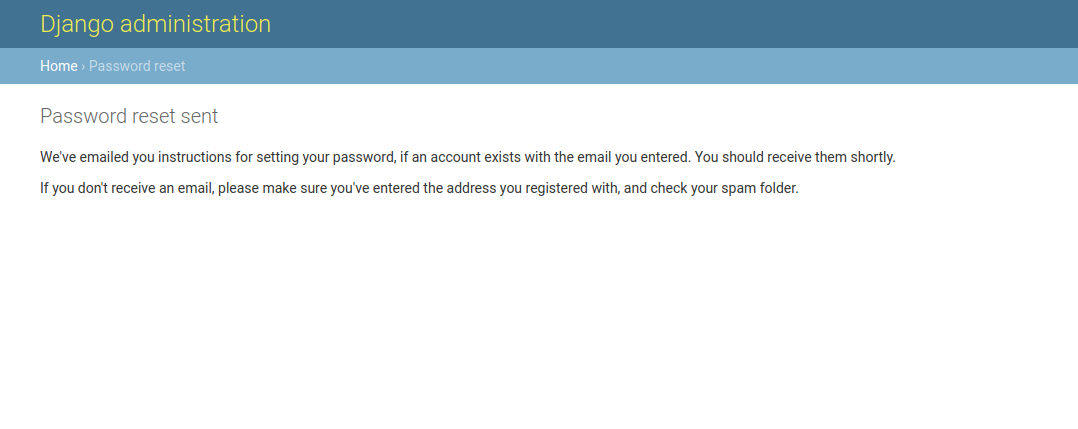 Django administration
Home › Password reset
Password reset sent
We've emailed you instructions for setting your password, if an account exists with the email you entered. You should receive them shortly.
If you don't receive an email, please make sure you've entered the address you registered with, and check your spam folder.